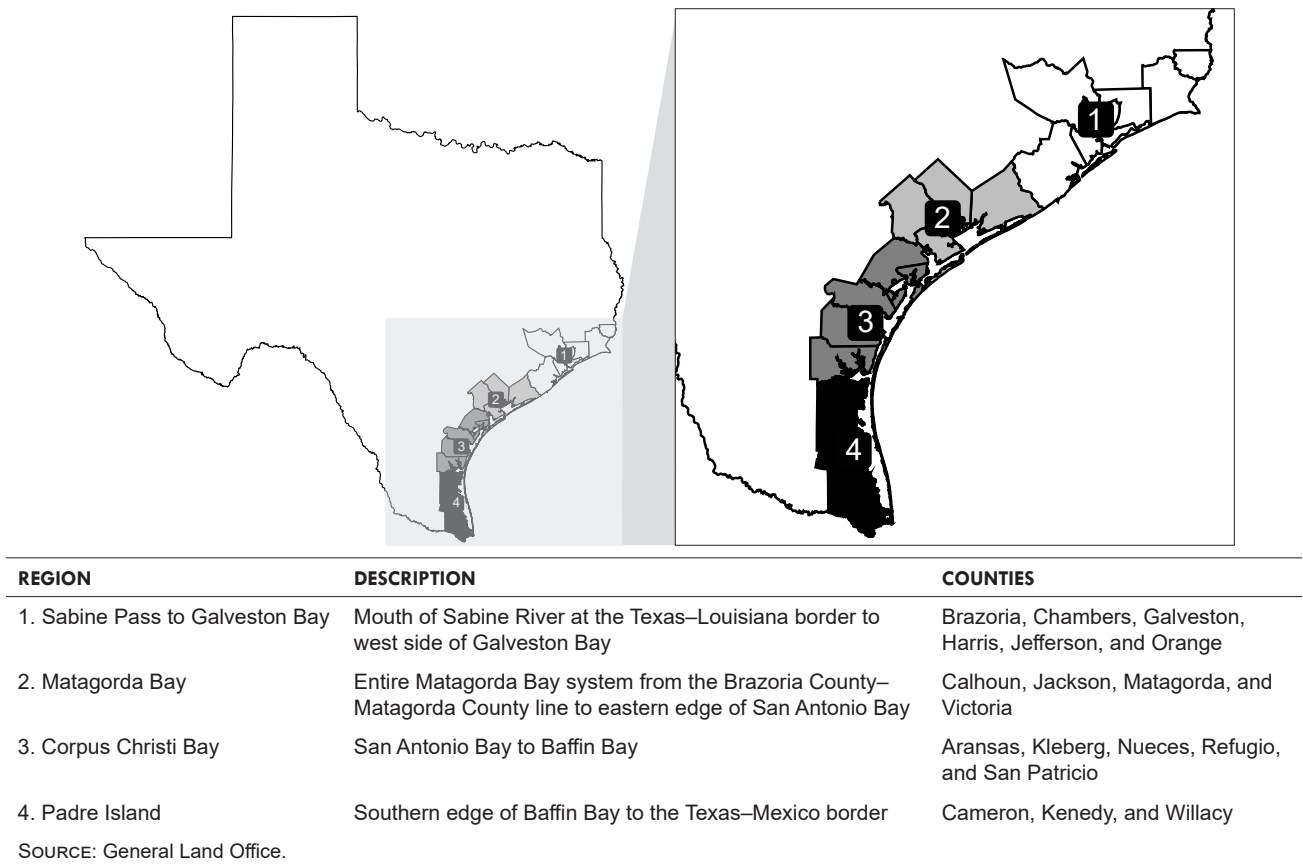 1
2
3
4
1
2
3
4
REGION DESCRIPTION COUNTIES
1. Sabine Pass to Galveston Bay Mouth of Sabine River at the Texas–Louisiana border to Brazoria, Chambers, Galveston,
west side of Galveston Bay Harris, Jefferson, and Orange
2. Matagorda Bay Entire Matagorda Bay system from the Brazoria County– Calhoun, Jackson, Matagorda, and
Matagorda County line to eastern edge of San Antonio Bay Victoria
3. Corpus Christi Bay San Antonio Bay to Baffin Bay Aransas, Kleberg, Nueces, Refugio,
and San Patricio
4. Padre Island Southern edge of Baffin Bay to the Texas–Mexico border Cameron, Kenedy, and Willacy
SOURCE: General Land Office.